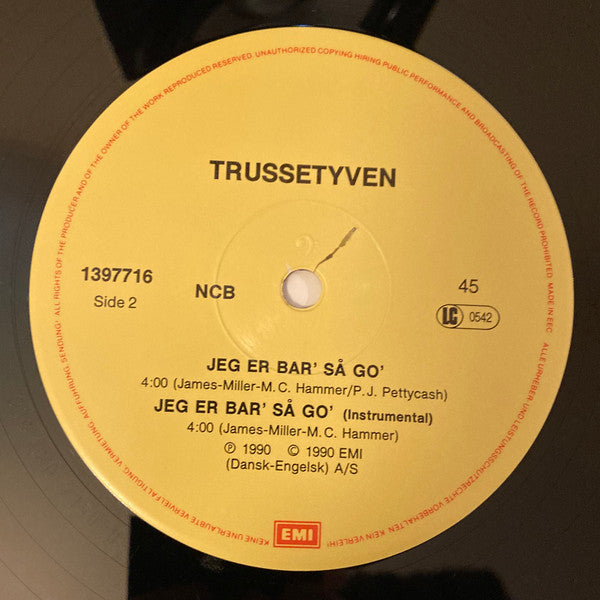 ALL RIGHTS OF THE PRODUCER AND OF THE OWNER OF THE WORK REPRODUCED RESERVED. UNAUTHORIZED COPYING HIRING PUBLIC PERFORMANCE AND BROADCASTING OF THE RECORD PROHIBITED. MADE IN EEC
TRUSSETYVEN
1397716
Side 2
NCB
45
LC 0542
JEG ER BAR' SÅ GO'
4:00 (James-Miller-M.C. Hammer/P.J. Pettycash)
JEG ER BAR' SÅ GO' (Instrumental)
4:00 (James-Miller-M.C. Hammer)
℗ 1990 © 1990 EMI
(Dansk-Engelsk) A/S
EMI
ALLE URHEBER- UND LEISTUNGSSCHUTZRECHTE VORBEHALTEN KEIN VERLEIH!
KEINE UNERLAUBTE VERVIELFÄLTIGUNG, VERMIETUNG, AUFFÜHRUNG, SENDUNG!